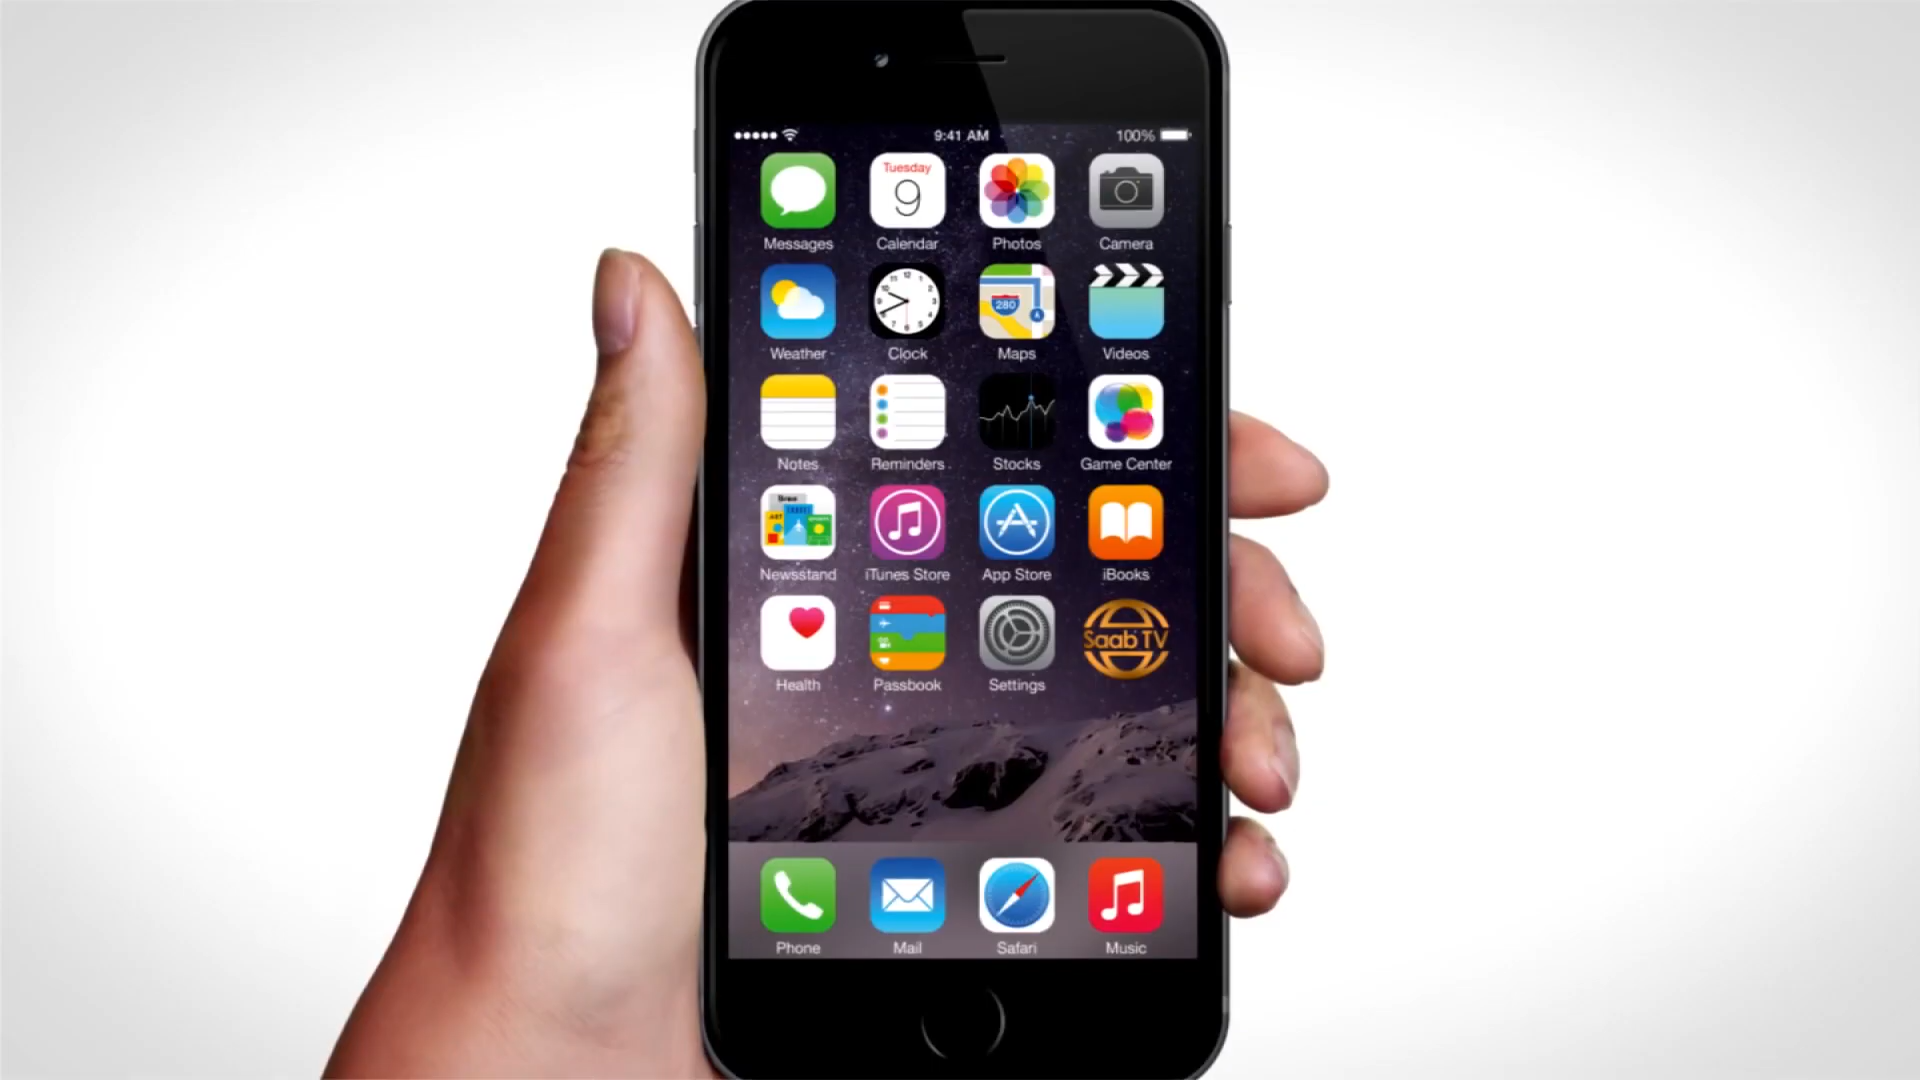 9:41 AM 100%
Tuesday
9
Messages Calendar Photos Camera
280
Weather Clock Maps Videos
Notes Reminders Stocks Game Center
Newsstand iTunes Store App Store iBooks
Saab TV
Health Passbook Settings
Phone Mail Safari Music